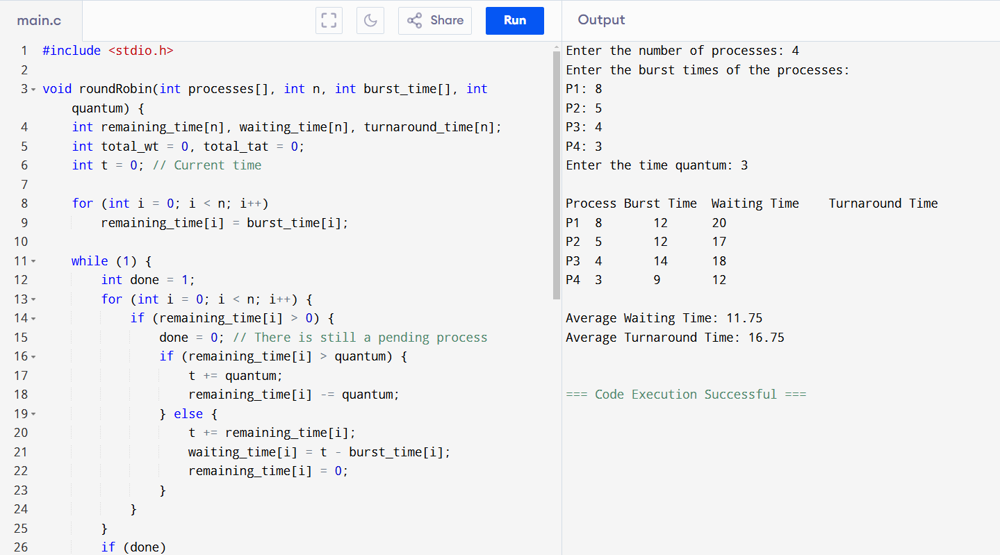 main.c
Share
Run
Output
1 #include <stdio.h>
2
3 void roundRobin(int processes[], int n, int burst_time[], int
quantum) {
4 int remaining_time[n], waiting_time[n], turnaround_time[n];
5 int total_wt = 0, total_tat = 0;
6 int t = 0; // Current time
7
8 for (int i = 0; i < n; i++)
9 remaining_time[i] = burst_time[i];
10
11 while (1) {
12 int done = 1;
13 for (int i = 0; i < n; i++) {
14 if (remaining_time[i] > 0) {
15 done = 0; // There is still a pending process
16 if (remaining_time[i] > quantum) {
17 t += quantum;
18 remaining_time[i] -= quantum;
19 } else {
20 t += remaining_time[i];
21 waiting_time[i] = t - burst_time[i];
22 remaining_time[i] = 0;
23 }
24 }
25 }
26 if (done)
Enter the number of processes: 4
Enter the burst times of the processes:
P1: 8
P2: 5
P3: 4
P4: 3
Enter the time quantum: 3
Process Burst Time Waiting Time Turnaround Time
P1 8 12 20
P2 5 12 17
P3 4 14 18
P4 3 9 12
Average Waiting Time: 11.75
Average Turnaround Time: 16.75
=== Code Execution Successful ===